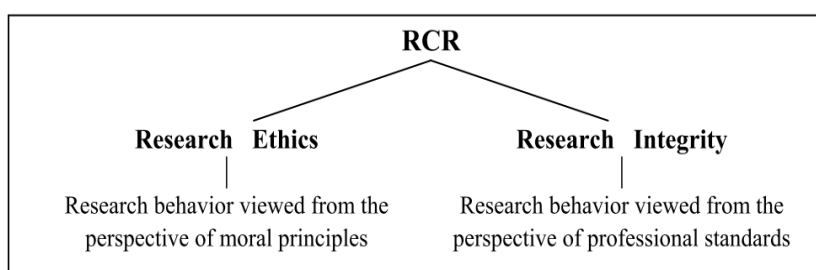 RCR
Research Ethics
Research Integrity
Research behavior viewed from the
perspective of moral principles
Research behavior viewed from the
perspective of professional standards